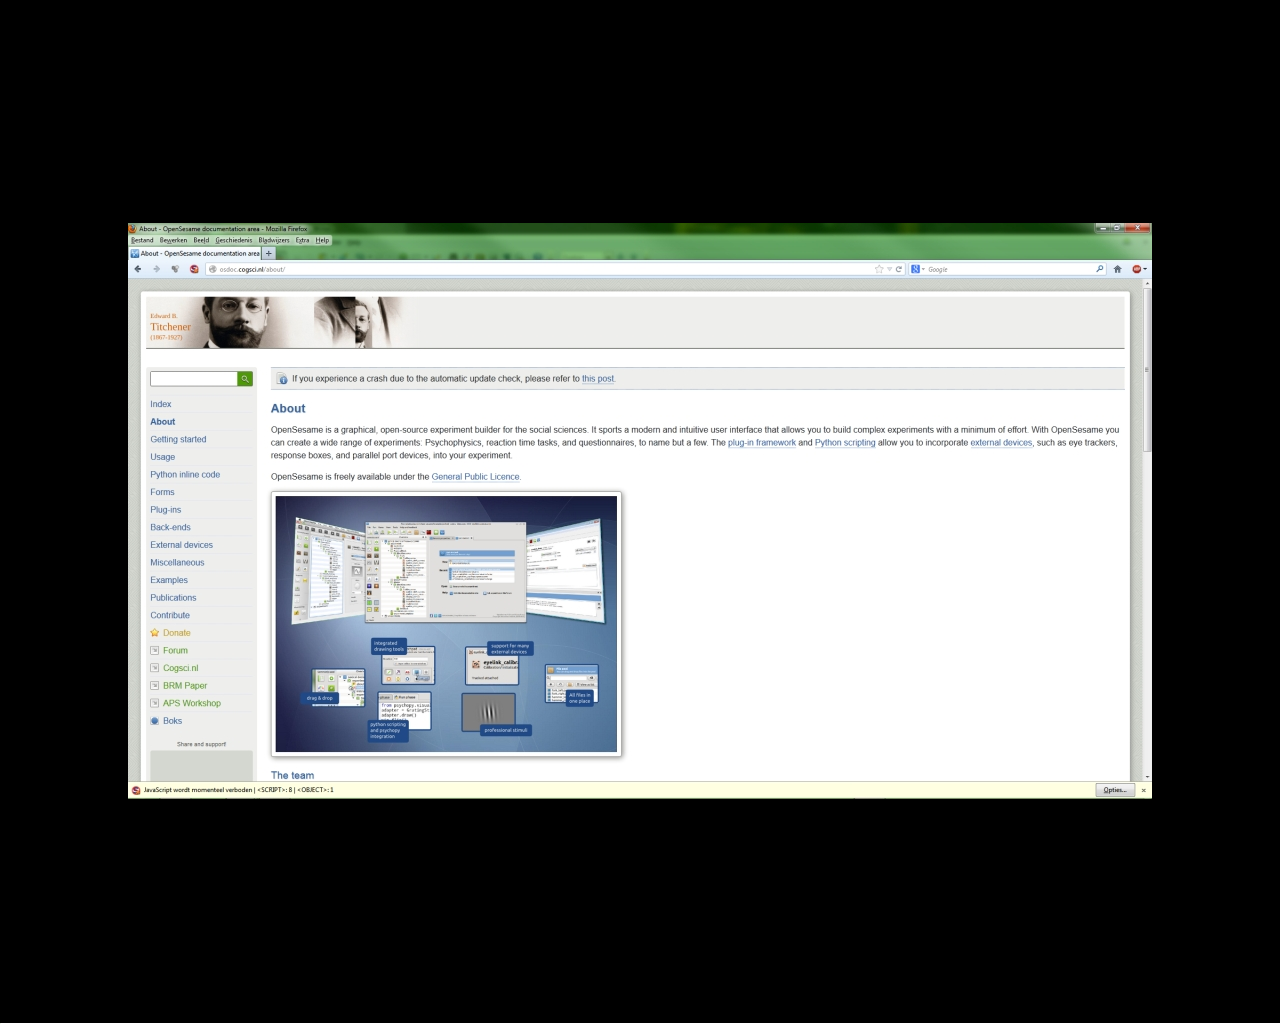 About - OpenSesame documentation area - Mozilla Firefox
Bestand Bewerken Beeld Geschiedenis Bladwijzers Extra Help
About - OpenSesame documentation area +
osdoc.cogsci.nl/about/
Google
Edward B.
Titchener
(1867-1927)
If you experience a crash due to the automatic update check, please refer to this post.
Index
About
Getting started
Usage
Python inline code
Forms
Plug-ins
Back-ends
External devices
Miscellaneous
Examples
Publications
Contribute
Donate
Forum
Cogsci.nl
BRM Paper
APS Workshop
Boks
Share and support!
About
OpenSesame is a graphical, open-source experiment builder for the social sciences. It sports a modern and intuitive user interface that allows you to build complex experiments with a minimum of effort. With OpenSesame you
can create a wide range of experiments: Psychophysics, reaction time tasks, and questionnaires, to name but a few. The plug-in framework and Python scripting allow you to incorporate external devices, such as eye trackers,
response boxes, and parallel port devices, into your experiment.
OpenSesame is freely available under the General Public Licence.
integrated
drawing tools
support for many
external devices
eyelink_calibra
drag & drop
All files in
one place
from psychopy.visua
python scripting
and psychopy
integration
professional stimuli
The team
JavaScript wordt momenteel verboden | <SCRIPT>: 8 | <OBJECT>: 1
Opties...